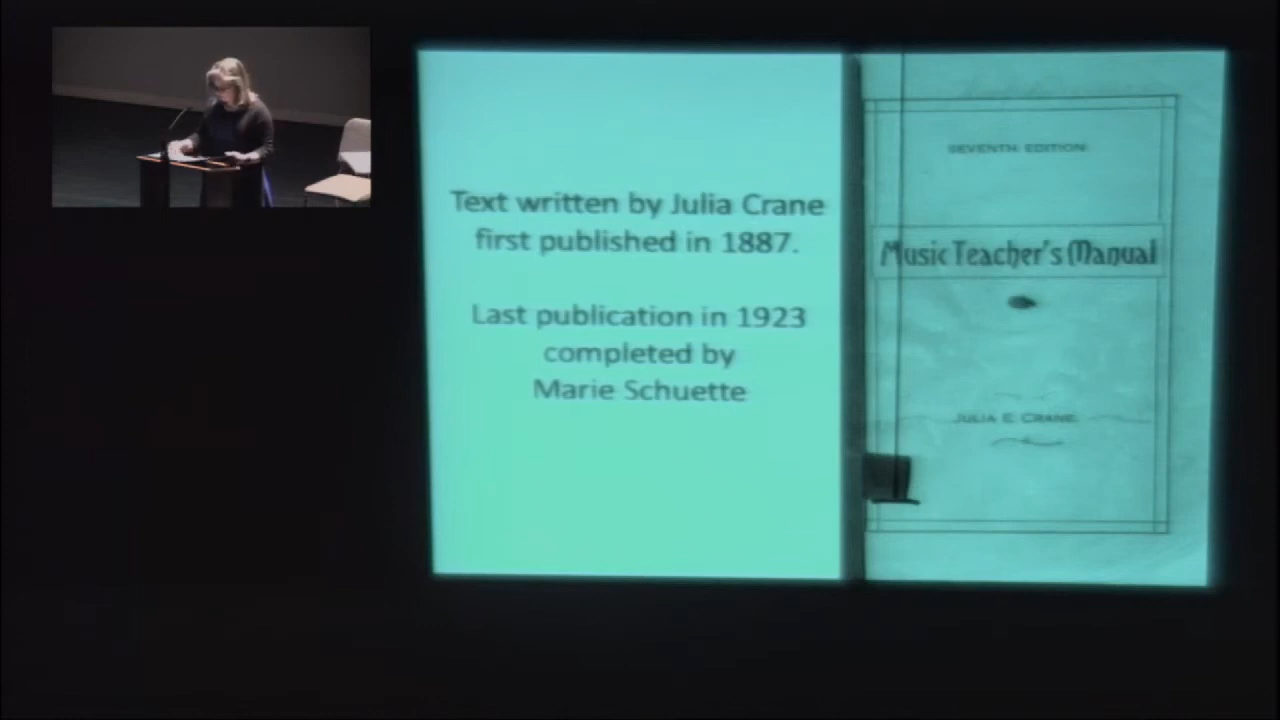 Text written by Julia Crane
first published in 1887.
Last publication in 1923
completed by
Marie Schuette
SEVENTH EDITION
Music Teacher's Manual
JULIA E. CRANE